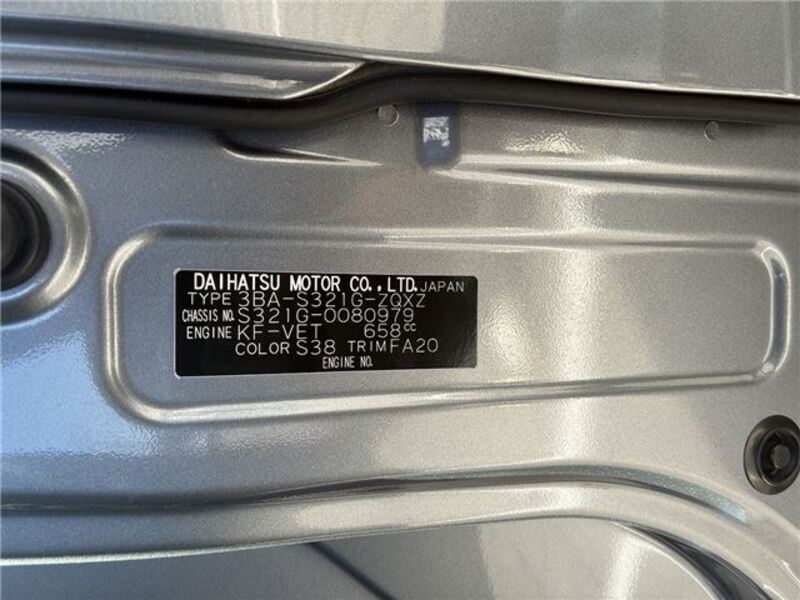 DAIHATSU MOTOR CO.,LTD. JAPAN
TYPE 3BA-S321G-ZQXZ
CHASSIS NO. S321G-0080979
ENGINE KF-VET 658cc
COLOR S38 TRIM FA20
ENGINE NO.